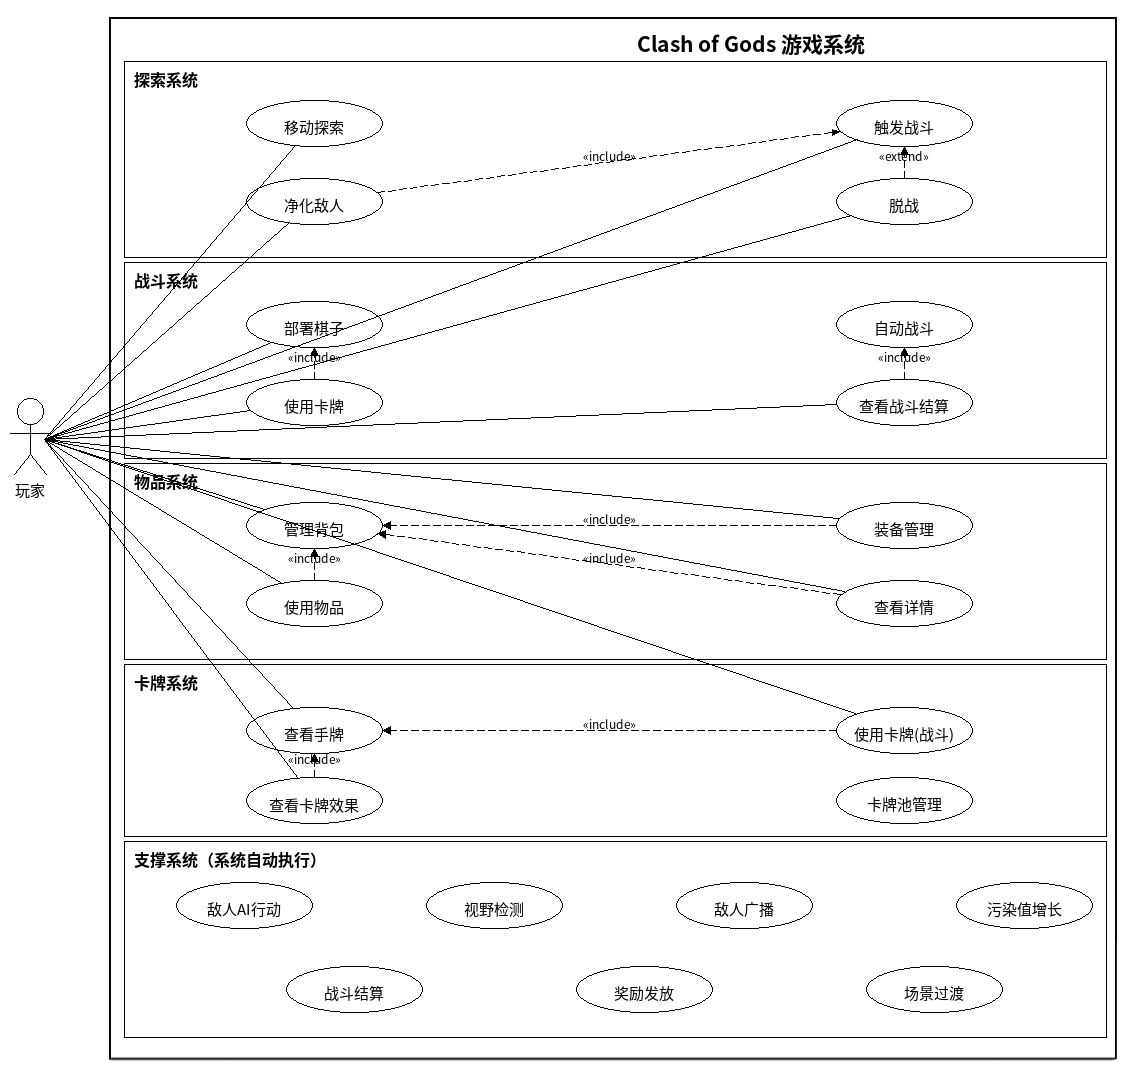 Clash of Gods 游戏系统
探索系统
移动探索
触发战斗
«include»
«extend»
净化敌人
脱战
战斗系统
部署棋子
自动战斗
«include»
«include»
使用卡牌
查看战斗结算
玩家
物品系统
管理背包
«include»
装备管理
«include»
«include»
使用物品
查看详情
卡牌系统
查看手牌
«include»
使用卡牌(战斗)
«include»
查看卡牌效果
卡牌池管理
支撑系统（系统自动执行）
敌人AI行动
视野检测
敌人广播
污染值增长
战斗结算
奖励发放
场景过渡